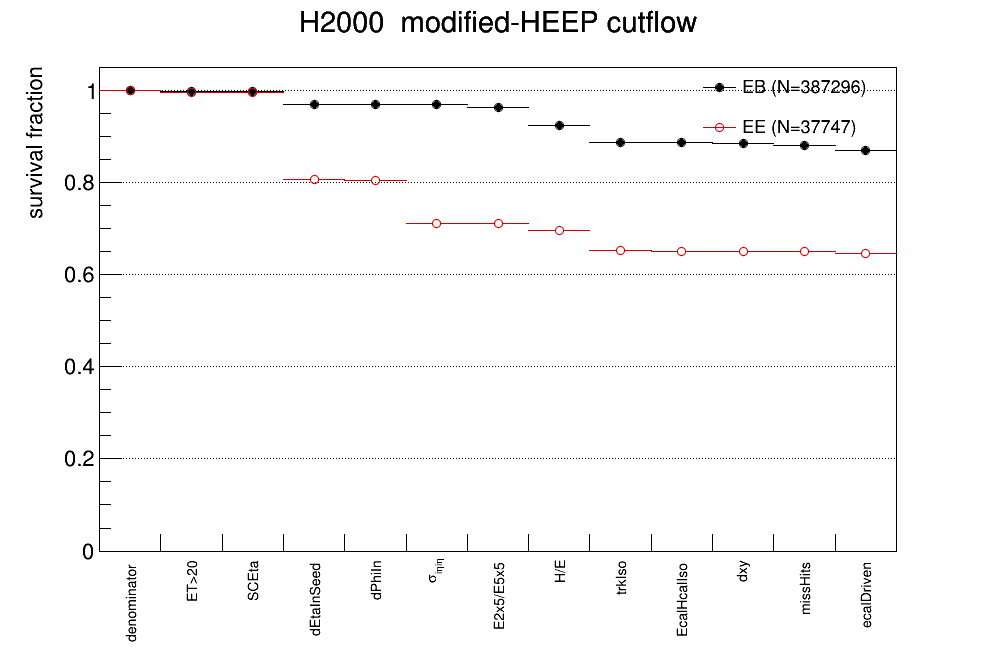 H2000 modified-HEEP cutflow
survival fraction
1
0.8
0.6
0.4
0.2
0
EB (N=387296)
EE (N=37747)
denominator
ET>20
SCEta
dEtaInSeed
dPhiIn
σiηiη
E2x5/E5x5
H/E
trkIso
EcalHcalIso
dxy
missHits
ecalDriven